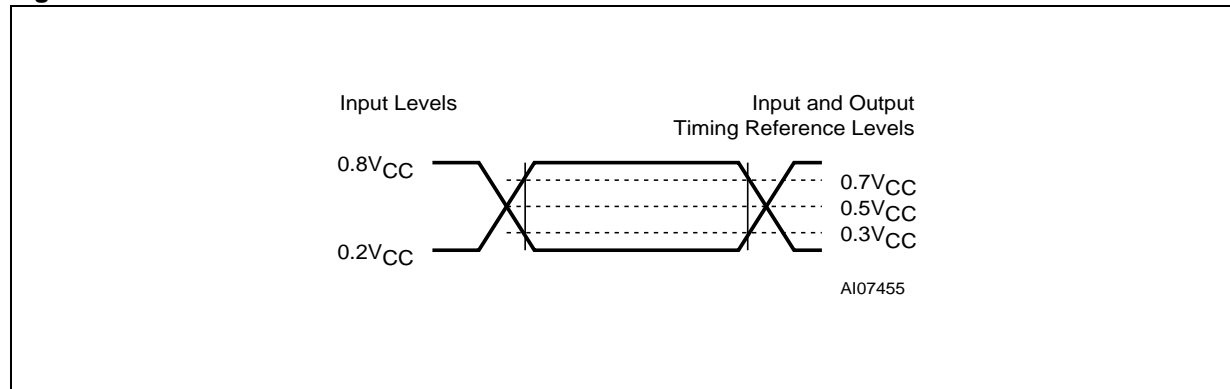 Input Levels
Input and Output
Timing Reference Levels
0.8VCC
0.7VCC
0.5VCC
0.3VCC
0.2VCC
AI07455